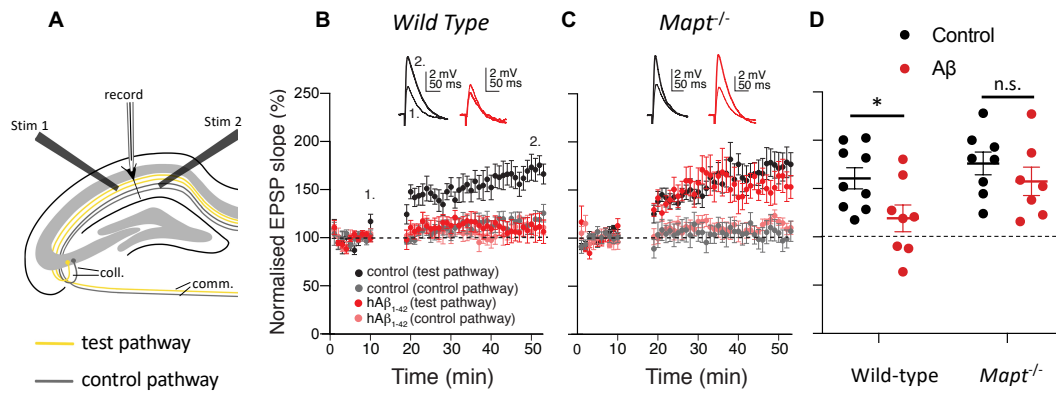 A
record
Stim 1
Stim 2
coll.
comm.
test pathway
control pathway
B
Wild Type
2.
1.
2 mV
50 ms
2 mV
50 ms
Normalised EPSP slope (%)
250
200
150
100
50
0
1.
2.
control (test pathway)
control (control pathway)
hAβ1-42 (test pathway)
hAβ1-42 (control pathway)
0 10 20 30 40 50
Time (min)
C
Mapt-/-
2 mV
50 ms
2 mV
50 ms
0 10 20 30 40 50
Time (min)
D
Control
Aβ
*
n.s.
Wild-type
Mapt-/-